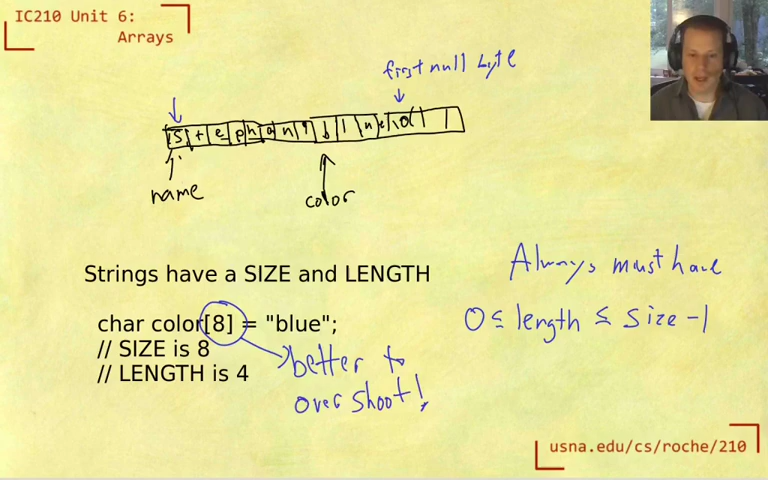 IC210 Unit 6:
Arrays
first null byte
S t e p h a n i b l u e \0
name
color
Strings have a SIZE and LENGTH
Always must have
char color[8] = "blue";
0 ≤ length ≤ size -1
// SIZE is 8
// LENGTH is 4
better to
overshoot!
usna.edu/cs/roche/210